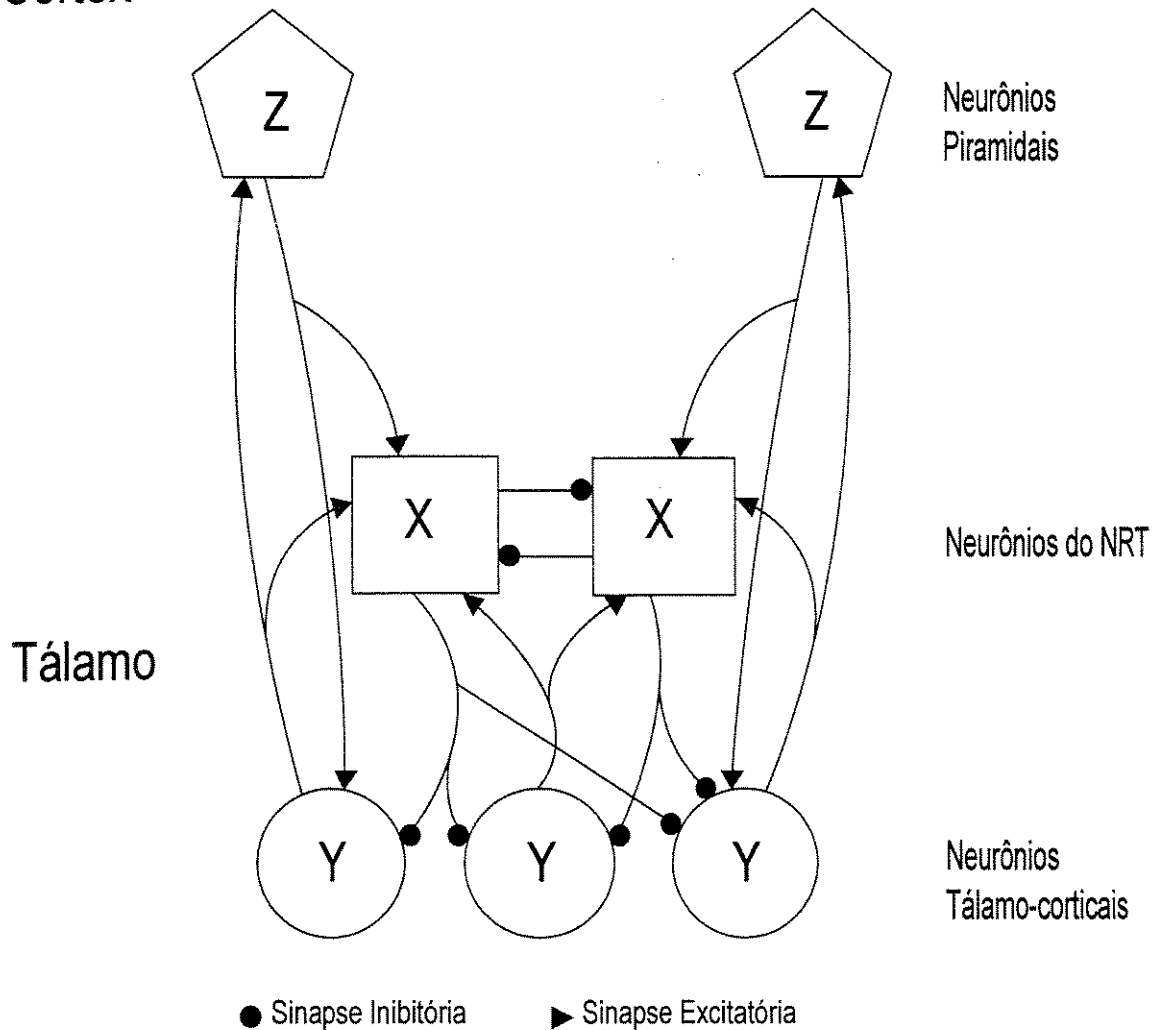 Z
Z
Neurônios
Piramidais
X
X
Neurônios do NRT
Tálamo
Y
Y
Y
Neurônios
Tálamo-corticais
Sinapse Inibitória
Sinapse Excitatória